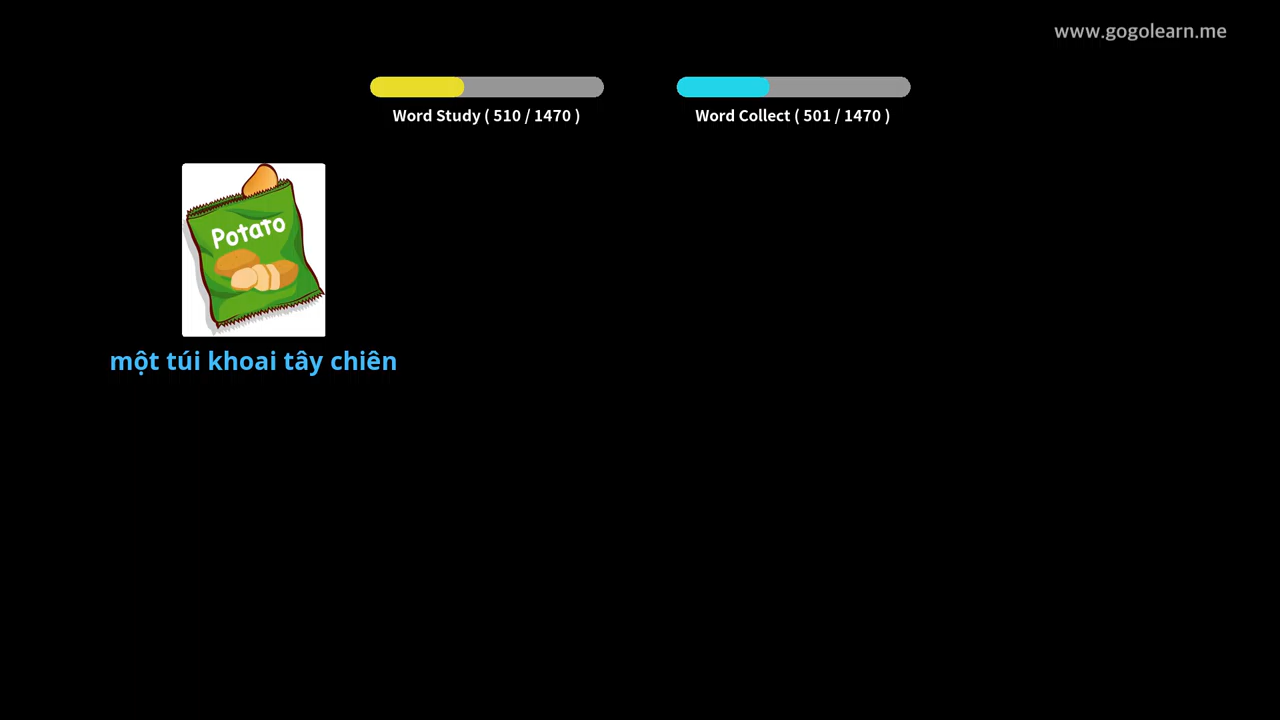 www.gogolearn.me
Word Study ( 510 / 1470 )
Word Collect ( 501 / 1470 )
Potato
một túi khoai tây chiên